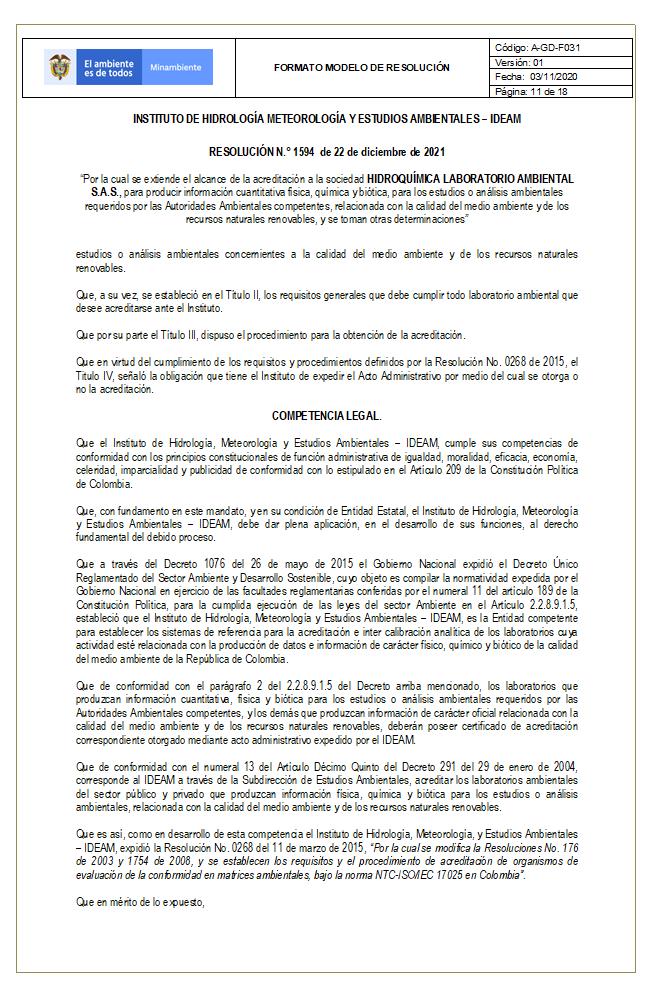 El ambiente
es de todos
Minambiente
FORMATO MODELO DE RESOLUCIÓN
Código: A-GD-F031
Versión: 01
Fecha: 03/11/2020
Página: 11 de 18
INSTITUTO DE HIDROLOGÍA METEOROLOGÍA Y ESTUDIOS AMBIENTALES – IDEAM
RESOLUCIÓN N.° 1594 de 22 de diciembre de 2021
“Por la cual se extiende el alcance de la acreditación a la sociedad HIDROQUÍMICA LABORATORIO AMBIENTAL
S.A.S., para producir información cuantitativa física, química y biótica, para los estudios o análisis ambientales
requeridos por las Autoridades Ambientales competentes, relacionada con la calidad del medio ambiente y de los
recursos naturales renovables, y se toman otras determinaciones”
estudios o análisis ambientales concernientes a la calidad del medio ambiente y de los recursos naturales
renovables.
Que, a su vez, se estableció en el Título II, los requisitos generales que debe cumplir todo laboratorio ambiental que
desee acreditarse ante el Instituto.
Que por su parte el Título III, dispuso el procedimiento para la obtención de la acreditación.
Que en virtud del cumplimiento de los requisitos y procedimientos definidos por la Resolución No. 0268 de 2015, el
Titulo IV, señaló la obligación que tiene el Instituto de expedir el Acto Administrativo por medio del cual se otorga o
no la acreditación.
COMPETENCIA LEGAL.
Que el Instituto de Hidrología, Meteorología y Estudios Ambientales – IDEAM, cumple sus competencias de
conformidad con los principios constitucionales de función administrativa de igualdad, moralidad, eficacia, economía,
celeridad, imparcialidad y publicidad de conformidad con lo estipulado en el Artículo 209 de la Constitución Política
de Colombia.
Que, con fundamento en este mandato, y en su condición de Entidad Estatal, el Instituto de Hidrología, Meteorología
y Estudios Ambientales – IDEAM, debe dar plena aplicación, en el desarrollo de sus funciones, al derecho
fundamental del debido proceso.
Que a través del Decreto 1076 del 26 de mayo de 2015 el Gobierno Nacional expidió el Decreto Único
Reglamentado del Sector Ambiente y Desarrollo Sostenible, cuyo objeto es compilar la normatividad expedida por el
Gobierno Nacional en ejercicio de las facultades reglamentarias conferidas por el numeral 11 del artículo 189 de la
Constitución Política, para la cumplida ejecución de las leyes del sector Ambiente en el Artículo 2.2.8.9.1.5,
estableció que el Instituto de Hidrología, Meteorología y Estudios Ambientales – IDEAM, es la Entidad competente
para establecer los sistemas de referencia para la acreditación e inter calibración analítica de los laboratorios cuya
actividad esté relacionada con la producción de datos e información de carácter físico, químico y biótico de la calidad
del medio ambiente de la República de Colombia.
Que de conformidad con el parágrafo 2 del 2.2.8.9.1.5 del Decreto arriba mencionado, los laboratorios que
produzcan información cuantitativa, física y biótica para los estudios o análisis ambientales requeridos por las
Autoridades Ambientales competentes, y los demás que produzcan información de carácter oficial relacionada con la
calidad del medio ambiente y de los recursos naturales renovables, deberán poseer certificado de acreditación
correspondiente otorgado mediante acto administrativo expedido por el IDEAM.
Que de conformidad con el numeral 13 del Artículo Décimo Quinto del Decreto 291 del 29 de enero de 2004,
corresponde al IDEAM a través de la Subdirección de Estudios Ambientales, acreditar los laboratorios ambientales
del sector público y privado que produzcan información física, química y biótica para los estudios o análisis
ambientales, relacionada con la calidad del medio ambiente y de los recursos naturales renovables.
Que es así, como en desarrollo de esta competencia el Instituto de Hidrología, Meteorología, y Estudios Ambientales
– IDEAM, expidió la Resolución No. 0268 del 11 de marzo de 2015, “Por la cual se modifica la Resoluciones No. 176
de 2003 y 1754 de 2008, y se establecen los requisitos y el procedimiento de acreditación de organismos de
evaluación de la conformidad en matrices ambientales, bajo la norma NTC-ISO/IEC 17025 en Colombia”.
Que en mérito de lo expuesto,